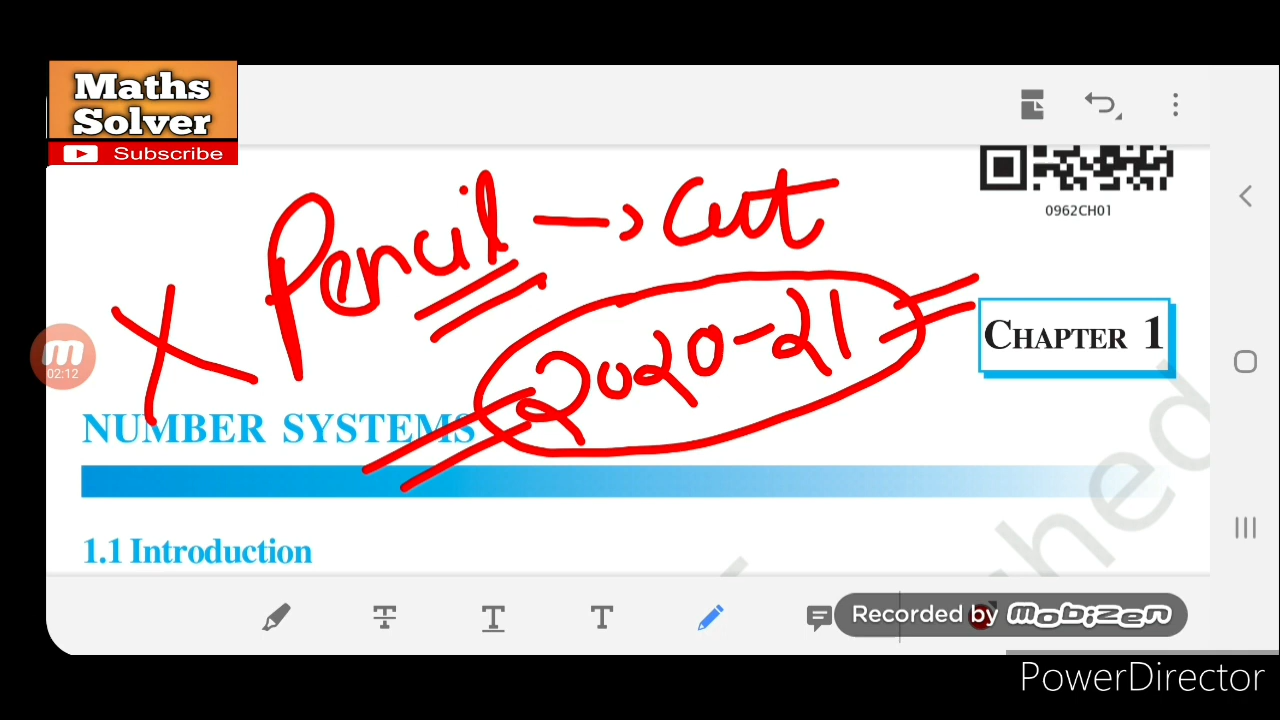 Maths
Solver
Subscribe
0962CH01
Pencil → Cut
2020-21
CHAPTER 1
02:12
NUMBER SYSTEMS
1.1 Introduction
shed
T T T
Recorded by mobizen
PowerDirector